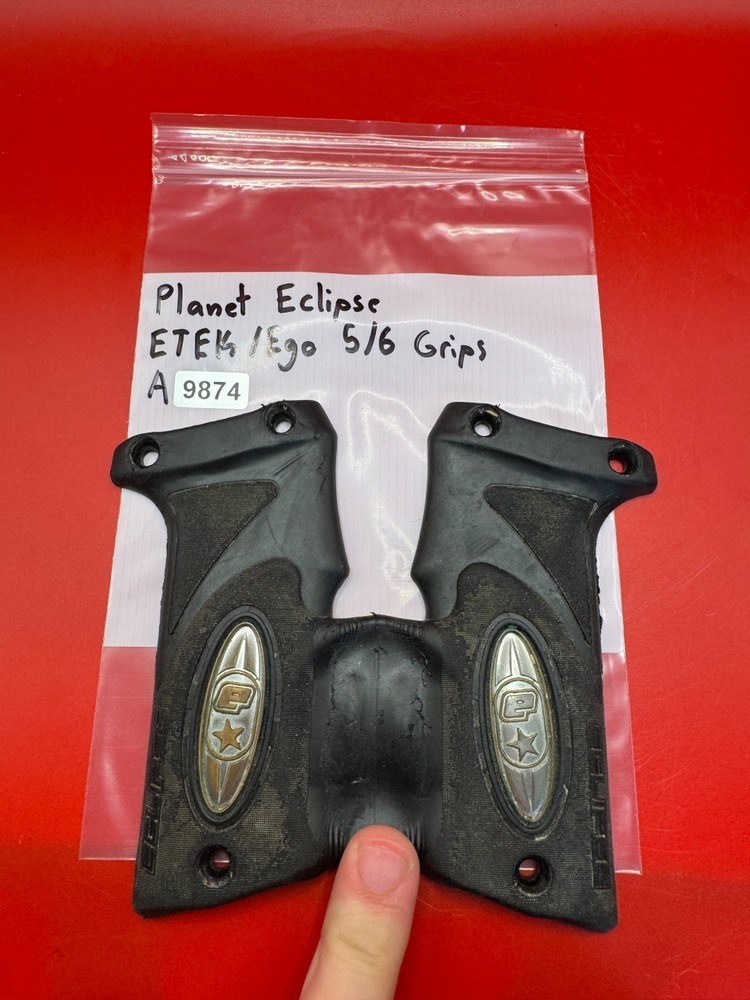 Planet Eclipse
ETEK/Ego 5/6 Grips
A 9874
e
e